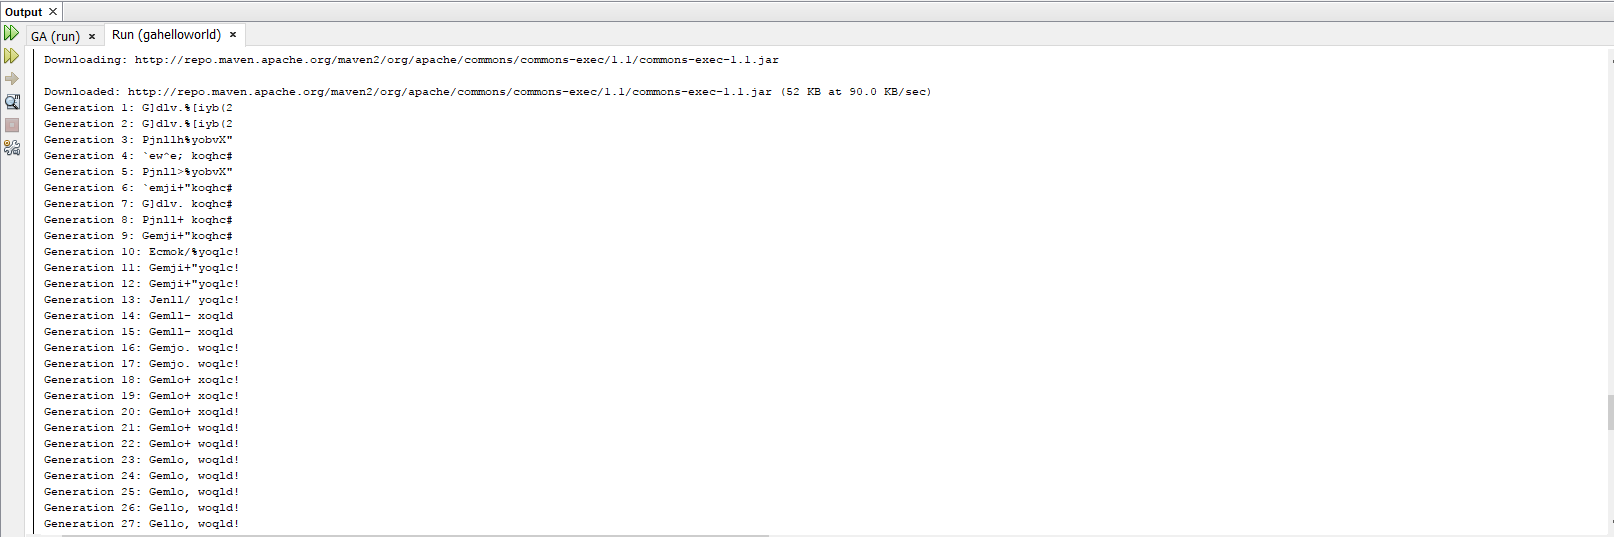 Output
GA (run)
Run (gahelloworld)
Downloading: http://repo.maven.apache.org/maven2/org/apache/commons/commons-exec/1.1/commons-exec-1.1.jar
Downloaded: http://repo.maven.apache.org/maven2/org/apache/commons/commons-exec/1.1/commons-exec-1.1.jar (52 KB at 90.0 KB/sec)
Generation 1: G]dlv.%[iyb(2
Generation 2: G]dlv.%[iyb(2
Generation 3: Pjnllh%yobvX"
Generation 4: `ew^e; koqhc#
Generation 5: Pjnll>%yobvX"
Generation 6: `emji+"koqhc#
Generation 7: G]dlv. koqhc#
Generation 8: Pjnll+ koqhc#
Generation 9: Gemji+"koqhc#
Generation 10: Ecmok/%yoqlc!
Generation 11: Gemji+"yoqlc!
Generation 12: Gemji+"yoqlc!
Generation 13: Jenll/ yoqlc!
Generation 14: Gemll- xoqld
Generation 15: Gemll- xoqld
Generation 16: Gemjo. woqlc!
Generation 17: Gemjo. woqlc!
Generation 18: Gemlo+ xoqlc!
Generation 19: Gemlo+ xoqlc!
Generation 20: Gemlo+ xoqld!
Generation 21: Gemlo+ woqld!
Generation 22: Gemlo+ woqld!
Generation 23: Gemlo, woqld!
Generation 24: Gemlo, woqld!
Generation 25: Gemlo, woqld!
Generation 26: Gello, woqld!
Generation 27: Gello, woqld!